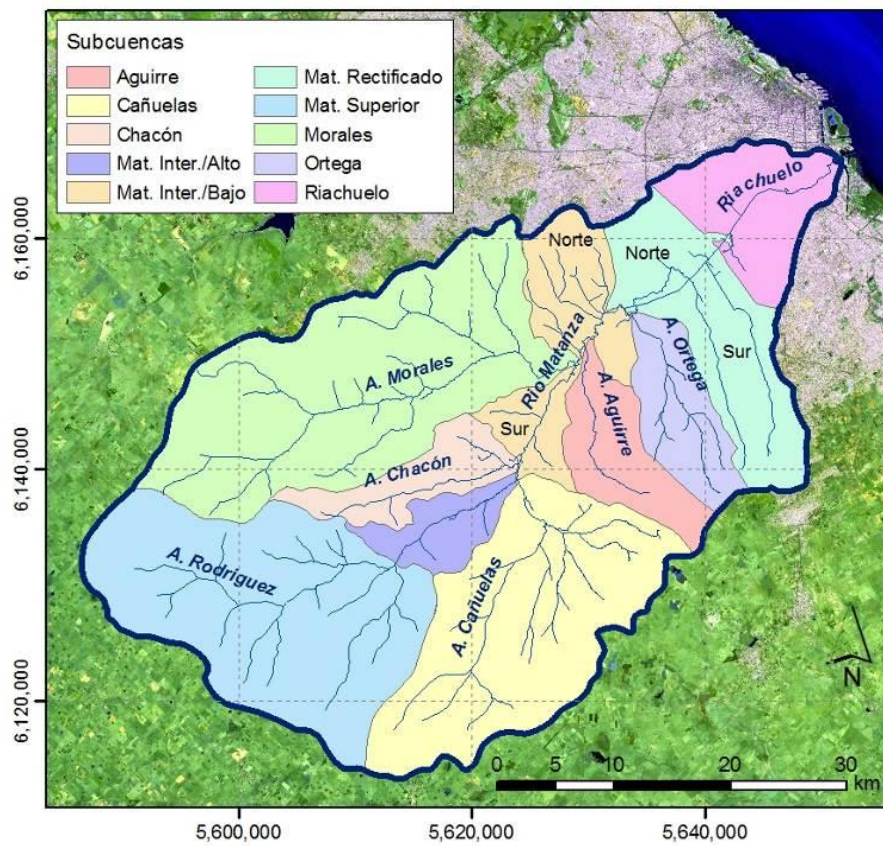 Subcuencas
Aguirre
Cañuelas
Chacón
Mat. Inter./Alto
Mat. Inter./Bajo
Mat. Rectificado
Mat. Superior
Morales
Ortega
Riachuelo
6,160,000
6,140,000
6,120,000
Riachuelo
Norte
Norte
Río Matanza
A. Ortega
Sur
A. Morales
A. Aguirre
Sur
A. Chacón
A. Rodríguez
A. Cañuelas
N
0 5 10 20 30
km
5,600,000 5,620,000 5,640,000